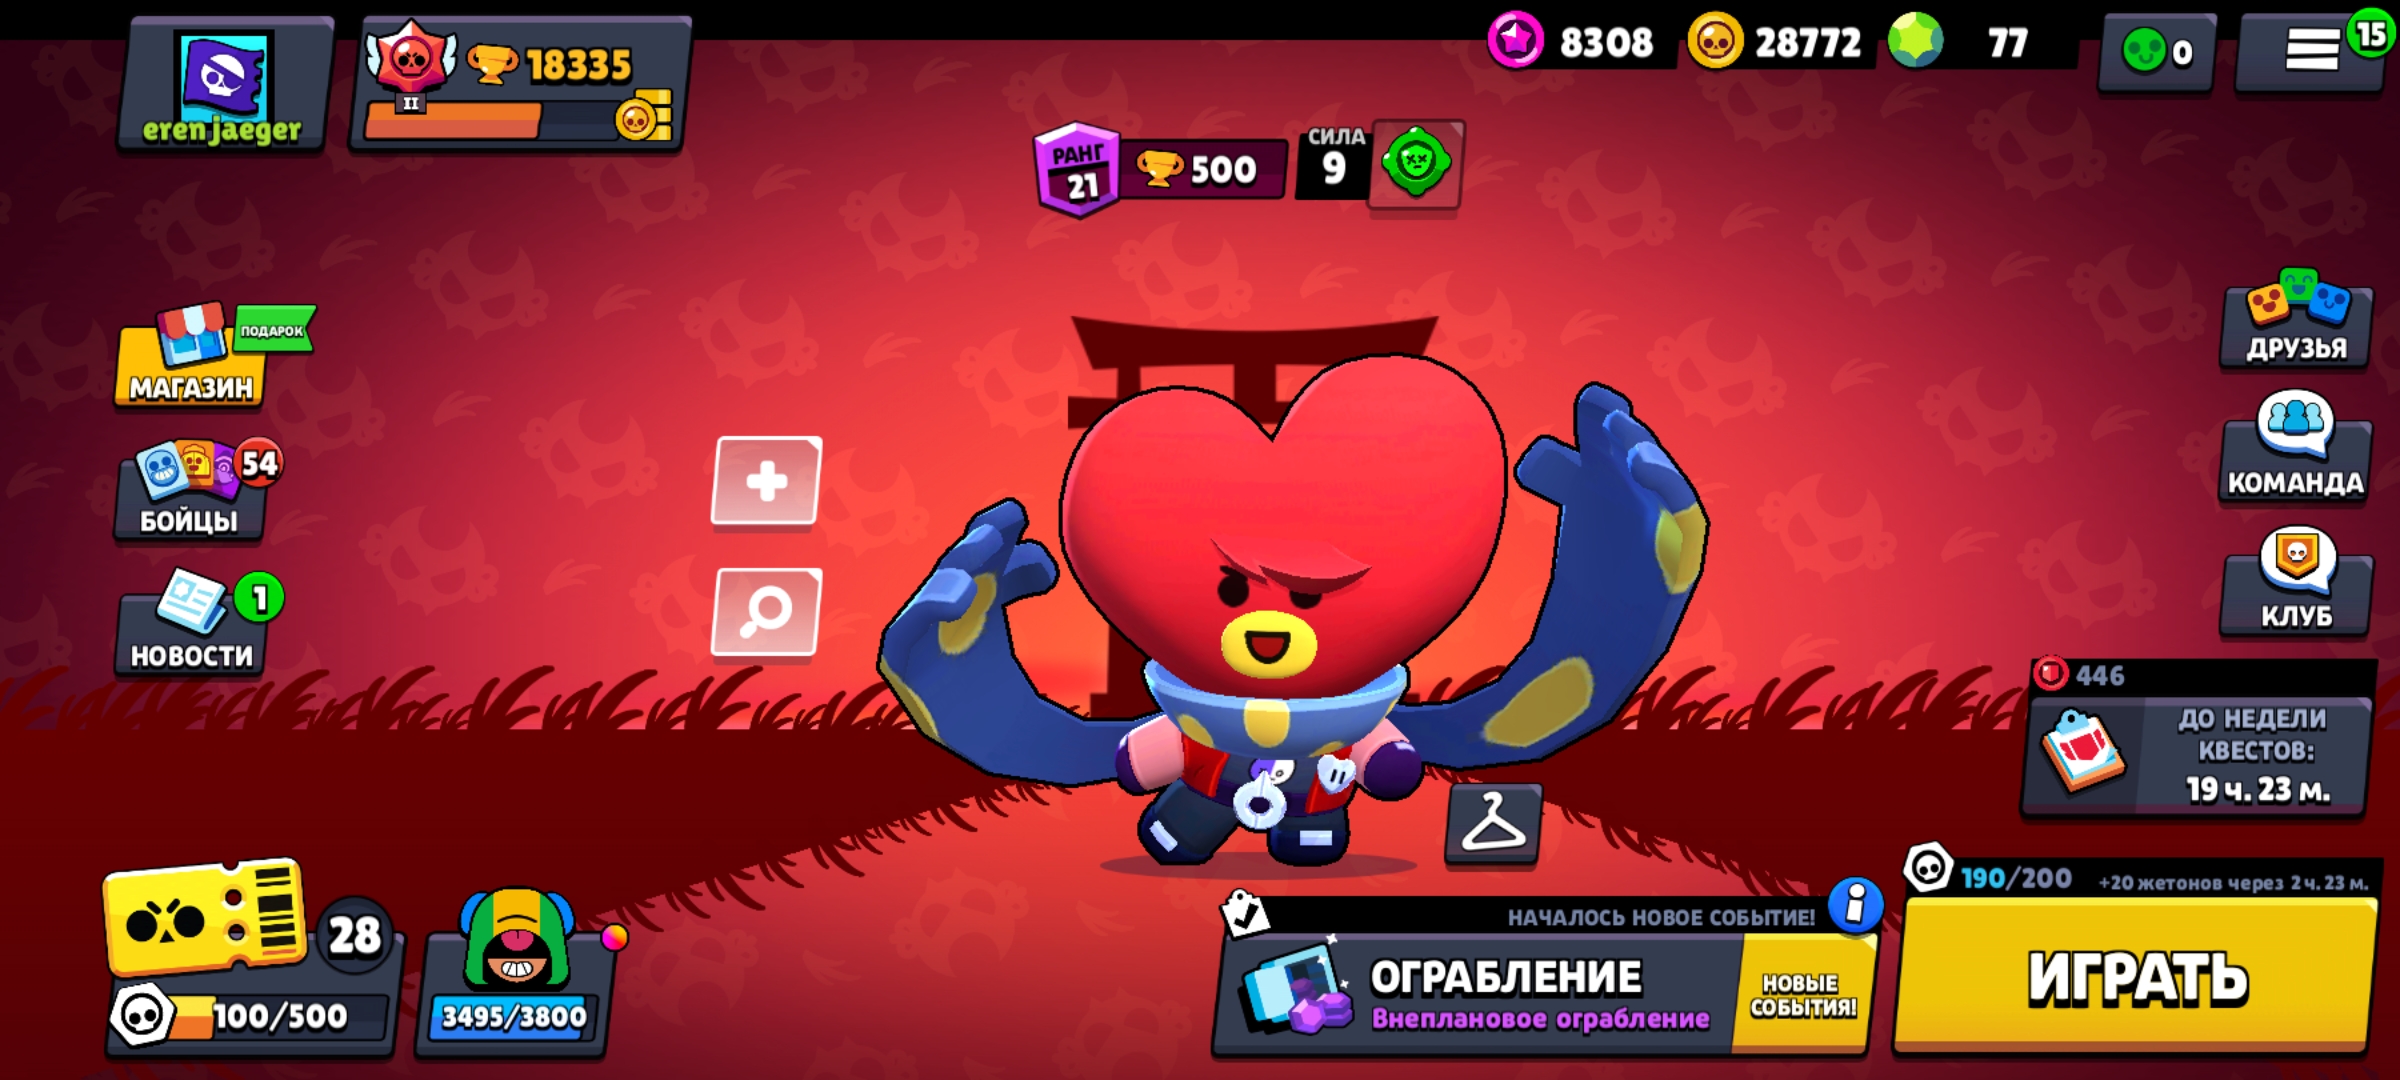 eren jaeger
II
18335
8308
28772
77
0
15
РАНГ
21
500
СИЛА
9
МАГАЗИН
ПОДАРОК
БОЙЦЫ
54
НОВОСТИ
1
ДРУЗЬЯ
КОМАНДА
КЛУБ
446
ДО НЕДЕЛИ
КВЕСТОВ:
19 ч. 23 м.
28
100/500
3495/3800
НАЧАЛОСЬ НОВОЕ СОБЫТИЕ!
ОГРАБЛЕНИЕ
Внеплановое ограбление
НОВЫЕ
СОБЫТИЯ!
190/200
+20 жетонов через 2 ч. 23 м.
ИГРАТЬ